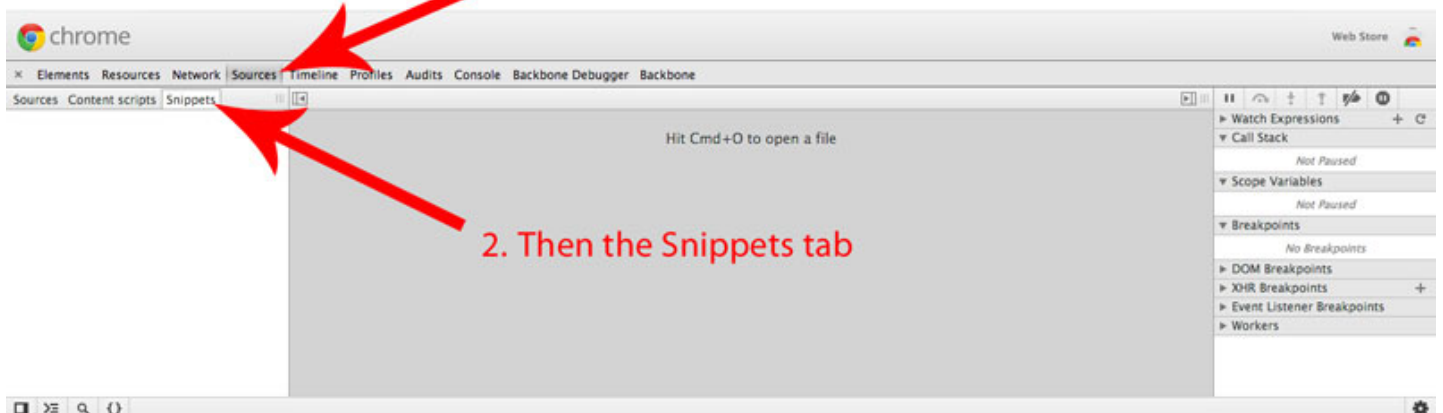 chrome
Web Store
× Elements Resources Network Sources Timeline Profiles Audits Console Backbone Debugger Backbone
Sources Content scripts Snippets
Hit Cmd+O to open a file
Watch Expressions
Call Stack
Not Paused
Scope Variables
Not Paused
Breakpoints
No Breakpoints
DOM Breakpoints
XHR Breakpoints
Event Listener Breakpoints
Workers
2. Then the Snippets tab